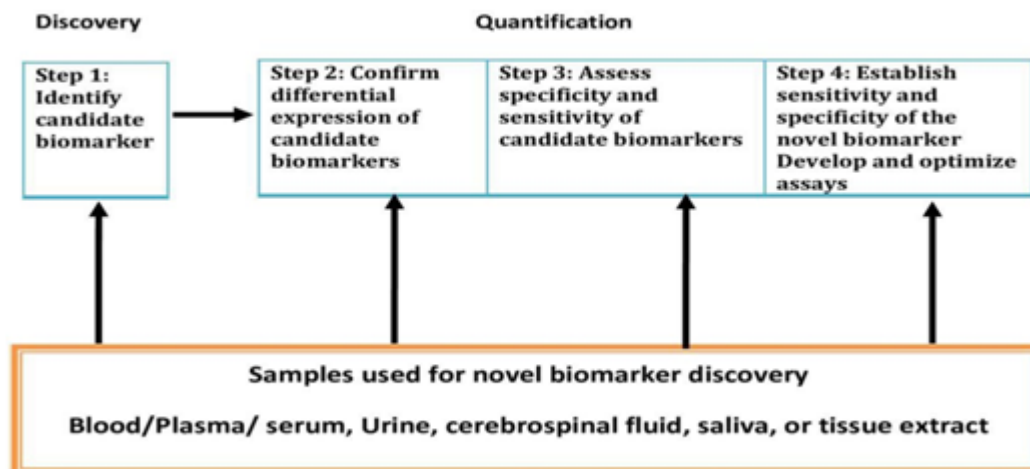 Discovery
Quantification
Step 1:
Identify
candidate
biomarker
Step 2: Confirm
differential
expression of
candidate
biomarkers
Step 3: Assess
specificity and
sensitivity of
candidate biomarkers
Step 4: Establish
sensitivity and
specificity of the
novel biomarker
Develop and optimize
assays
Samples used for novel biomarker discovery
Blood/Plasma/ serum, Urine, cerebrospinal fluid, saliva, or tissue extract